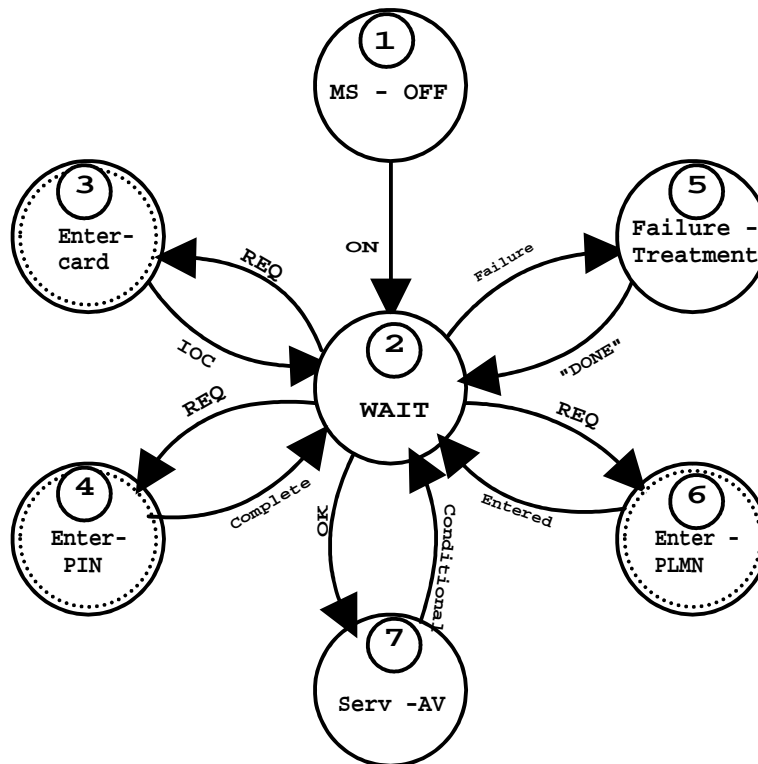 1
MS - OFF
3
Enter-
card
5
Failure -
Treatment
ON
REQ
Failure
IOC
"DONE"
2
WAIT
REQ
REQ
4
Enter-
PIN
Complete
Entered
6
Enter -
PLMN
OK
Conditional
7
Serv -AV